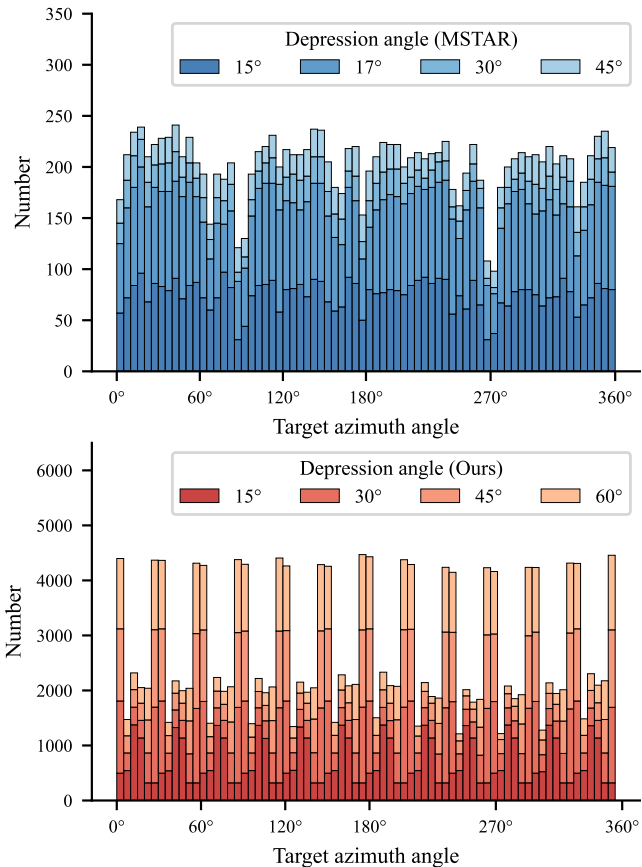 350
300
250
200
150
100
50
0
Number
Depression angle (MSTAR)
15° 17° 30° 45°
0° 60° 120° 180° 270° 360°
Target azimuth angle
6000
5000
4000
3000
2000
1000
0
Number
Depression angle (Ours)
15° 30° 45° 60°
0° 60° 120° 180° 270° 360°
Target azimuth angle